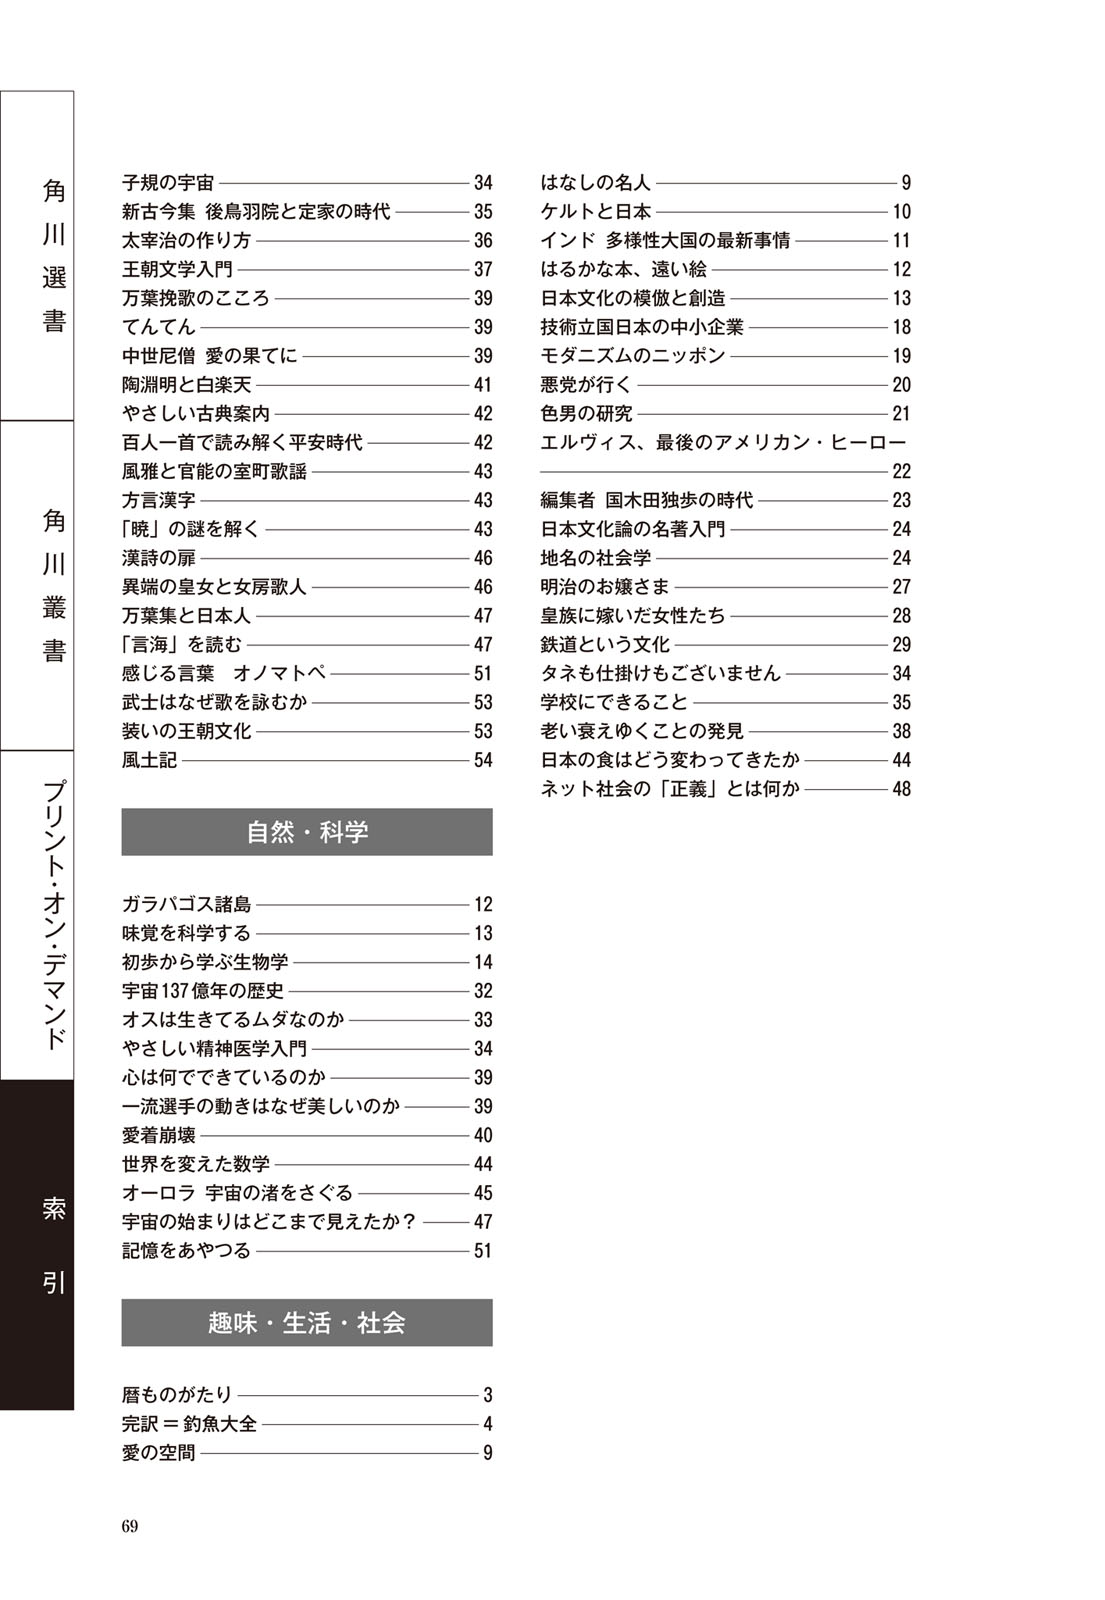 角川選書
角川叢書
プリント・オン・デマンド
索引
子規の宇宙 34
新古今集 後鳥羽院と定家の時代 35
太宰治の作り方 36
王朝文学入門 37
万葉挽歌のこころ 39
てんてん 39
中世尼僧 愛の果てに 39
陶淵明と白楽天 41
やさしい古典案内 42
百人一首で読み解く平安時代 42
風雅と官能の室町歌謡 43
方言漢字 43
「暁」の謎を解く 43
漢詩の扉 46
異端の皇女と女房歌人 46
万葉集と日本人 47
「言海」を読む 47
感じる言葉　オノマトペ 51
武士はなぜ歌を詠むか 53
装いの王朝文化 53
風土記 54
自然・科学
ガラパゴス諸島 12
味覚を科学する 13
初歩から学ぶ生物学 14
宇宙137億年の歴史 32
オスは生きてるムダなのか 33
やさしい精神医学入門 34
心は何でできているのか 39
一流選手の動きはなぜ美しいのか 39
愛着崩壊 40
世界を変えた数学 44
オーロラ 宇宙の渚をさぐる 45
宇宙の始まりはどこまで見えたか？ 47
記憶をあやつる 51
趣味・生活・社会
暦ものがたり 3
完訳＝釣魚大全 4
愛の空間 9
はなしの名人 9
ケルトと日本 10
インド 多様性大国の最新事情 11
はるかな本、遠い絵 12
日本文化の模倣と創造 13
技術立国日本の中小企業 18
モダニズムのニッポン 19
悪党が行く 20
色男の研究 21
エルヴィス、最後のアメリカン・ヒーロー
22
編集者 国木田独歩の時代 23
日本文化論の名著入門 24
地名の社会学 24
明治のお嬢さま 27
皇族に嫁いだ女性たち 28
鉄道という文化 29
タネも仕掛けもございません 34
学校にできること 35
老い衰えゆくことの発見 38
日本の食はどう変わってきたか 44
ネット社会の「正義」とは何か 48
69